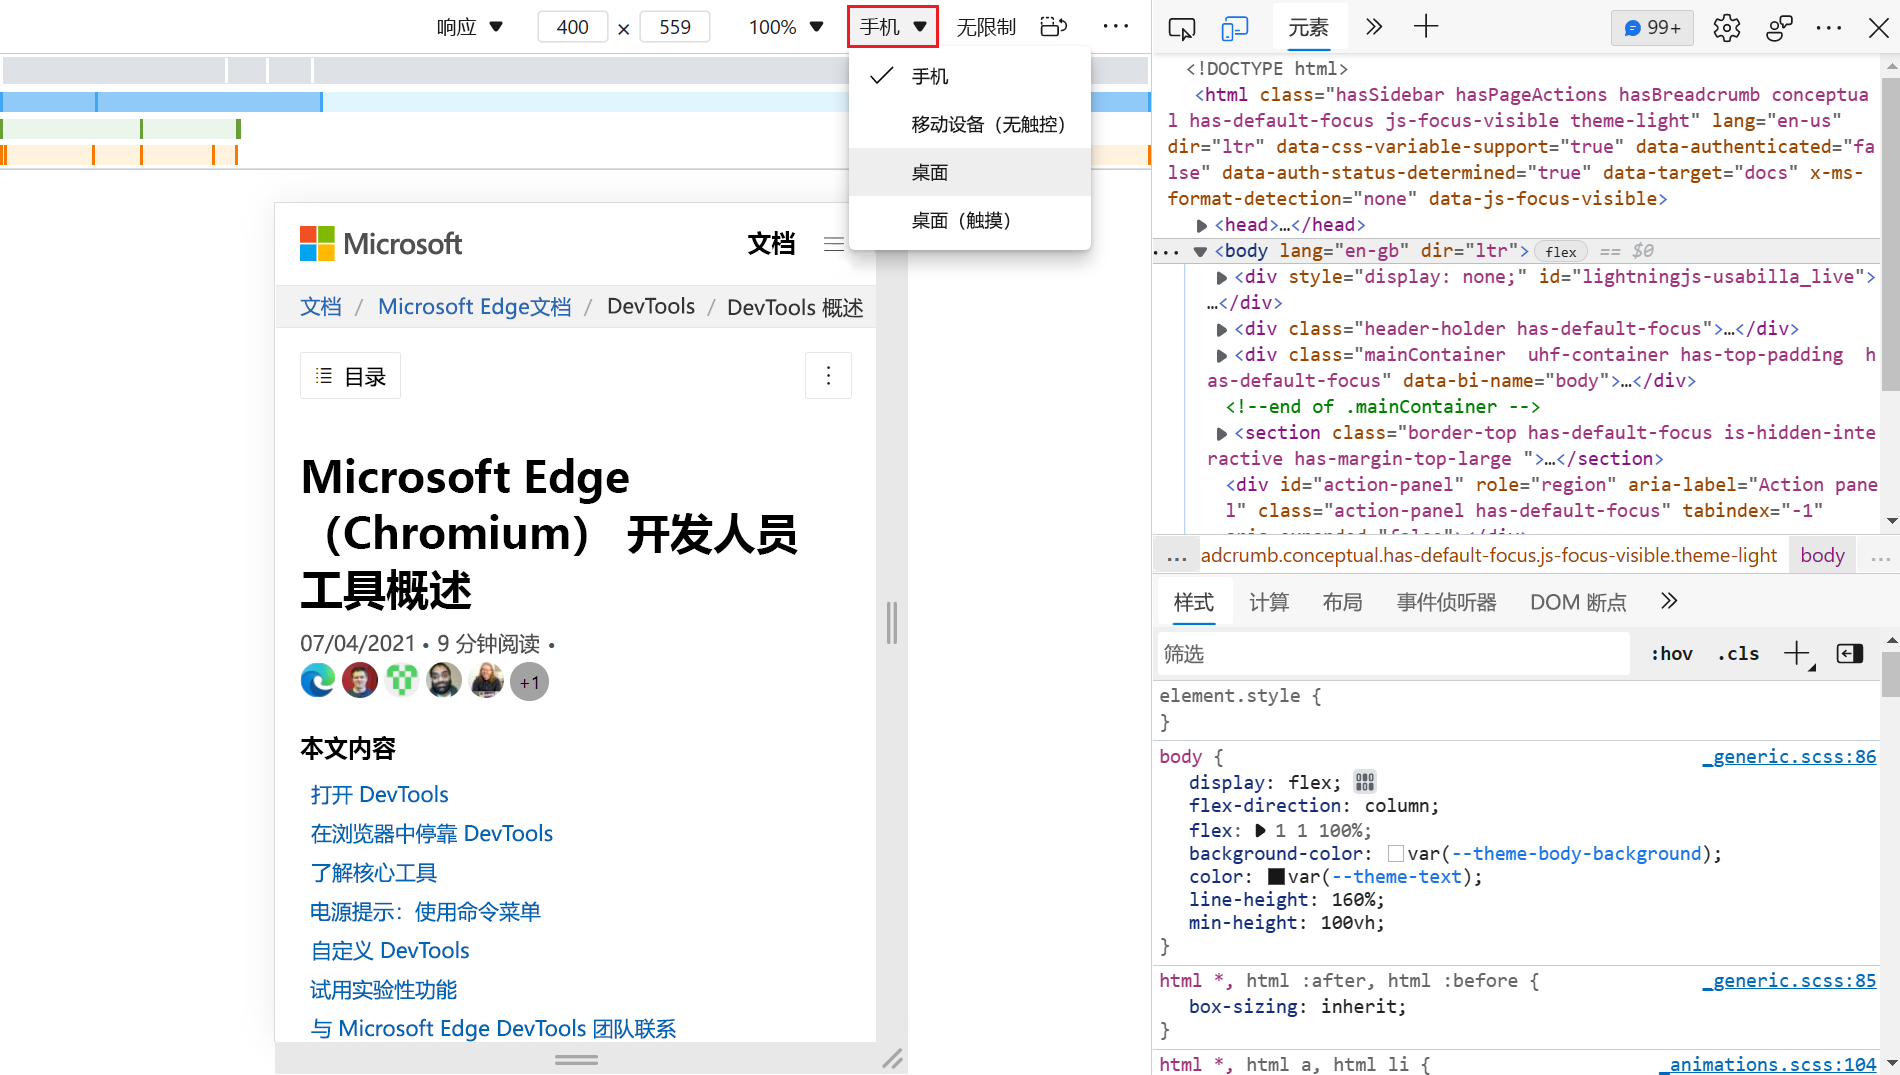 响应 ▼ 400 × 559 100% ▼ 手机 ▼ 无限制 ···
手机
移动设备（无触控）
桌面
桌面（触摸）
Microsoft 文档
文档 / Microsoft Edge文档 / DevTools / DevTools 概述
目录
Microsoft Edge
（Chromium） 开发人员
工具概述
07/04/2021 • 9 分钟阅读 •
+1
本文内容
打开 DevTools
在浏览器中停靠 DevTools
了解核心工具
电源提示：使用命令菜单
自定义 DevTools
试用实验性功能
与 Microsoft Edge DevTools 团队联系
元素 99+
<!DOCTYPE html>
<html class="hasSidebar hasPageActions hasBreadcrumb conceptua
l has-default-focus js-focus-visible theme-light" lang="en-us"
dir="ltr" data-css-variable-support="true" data-authenticated="fa
lse" data-auth-status-determined="true" data-target="docs" x-ms-
format-detection="none" data-js-focus-visible>
<head>…</head>
··· <body lang="en-gb" dir="ltr"> flex == $0
<div style="display: none;" id="lightningjs-usabilla_live">
…</div>
<div class="header-holder has-default-focus">…</div>
<div class="mainContainer  uhf-container has-top-padding  h
as-default-focus" data-bi-name="body">…</div>
<!--end of .mainContainer -->
<section class="border-top has-default-focus is-hidden-inte
ractive has-margin-top-large ">…</section>
<div id="action-panel" role="region" aria-label="Action pane
l" class="action-panel has-default-focus" tabindex="-1"
aria-expanded="false"></div>
... adcrumb.conceptual.has-default-focus.js-focus-visible.theme-light body ...
样式 计算 布局 事件侦听器 DOM 断点
筛选 :hov .cls
element.style {
}
body { _generic.scss:86
display: flex;
flex-direction: column;
flex: 1 1 100%;
background-color: var(--theme-body-background);
color: var(--theme-text);
line-height: 160%;
min-height: 100vh;
}
html *, html :after, html :before { _generic.scss:85
box-sizing: inherit;
}
html *, html a, html li { _animations.scss:104